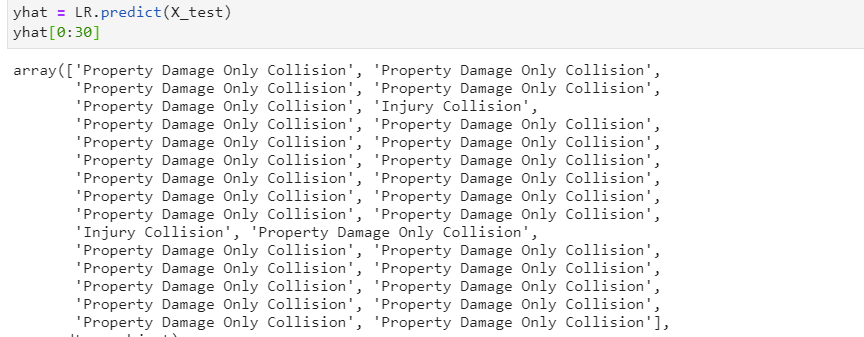 yhat = LR.predict(X_test)
yhat[0:30]
array(['Property Damage Only Collision', 'Property Damage Only Collision',
'Property Damage Only Collision', 'Property Damage Only Collision',
'Property Damage Only Collision', 'Injury Collision',
'Property Damage Only Collision', 'Property Damage Only Collision',
'Property Damage Only Collision', 'Property Damage Only Collision',
'Property Damage Only Collision', 'Property Damage Only Collision',
'Property Damage Only Collision', 'Property Damage Only Collision',
'Property Damage Only Collision', 'Property Damage Only Collision',
'Property Damage Only Collision', 'Property Damage Only Collision',
'Injury Collision', 'Property Damage Only Collision',
'Property Damage Only Collision', 'Property Damage Only Collision',
'Property Damage Only Collision', 'Property Damage Only Collision',
'Property Damage Only Collision', 'Property Damage Only Collision',
'Property Damage Only Collision', 'Property Damage Only Collision',
'Property Damage Only Collision', 'Property Damage Only Collision'],